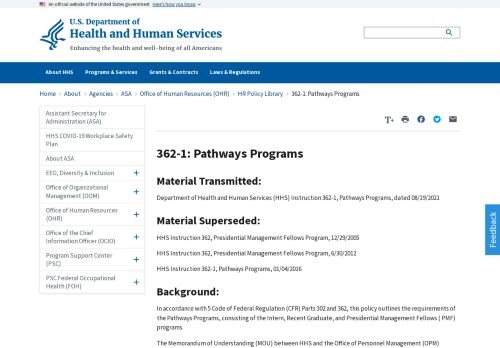 An official website of the United States government Here's how you know
U.S. Department of
Health and Human Services
Enhancing the health and well-being of all Americans
About HHS Programs & Services Grants & Contracts Laws & Regulations
Home About Agencies ASA Office of Human Resources (OHR) HR Policy Library 362-1: Pathways Programs
Assistant Secretary for
Administration (ASA)
HHS COVID-19 Workplace Safety
Plan
About ASA
EEO, Diversity & Inclusion
Office of Organizational
Management (OOM)
Office of Human Resources
(OHR)
Office of the Chief
Information Officer (OCIO)
Program Support Center
(PSC)
PSC Federal Occupational
Health (FOH)
T+
362-1: Pathways Programs
Material Transmitted:
Department of Health and Human Services (HHS) Instruction 362-1, Pathways Programs, dated 08/19/2021
Material Superseded:
HHS Instruction 362, Presidential Management Fellows Program, 12/29/2005
HHS Instruction 362, Presidential Management Fellows Program, 6/30/2012
HHS Instruction 362-1, Pathways Programs, 01/04/2016
Background:
In accordance with 5 Code of Federal Regulation (CFR) Parts 302 and 362, this policy outlines the requirements of
the Pathways Programs, consisting of the Intern, Recent Graduate, and Presidential Management Fellows ( PMF)
programs.
The Memorandum of Understanding (MOU) between HHS and the Office of Personnel Management (OPM)
Feedback